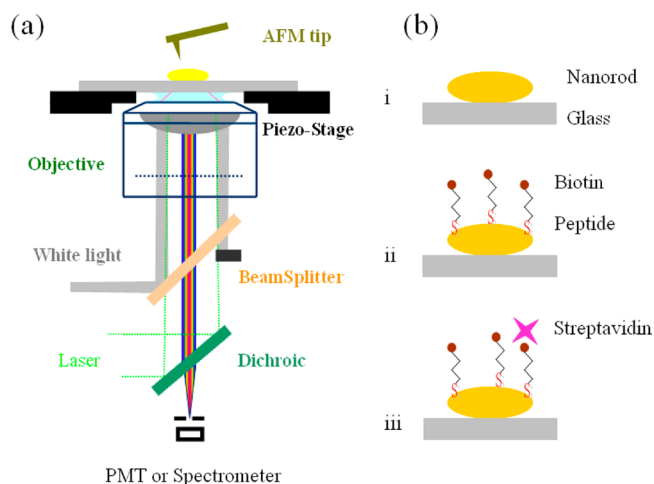 (a)
AFM tip
Piezo-Stage
Objective
White light
BeamSplitter
Laser
Dichroic
PMT or Spectrometer
(b)
i
Nanorod
Glass
Biotin
Peptide
S
S
S
ii
Streptavidin
S
S
S
iii